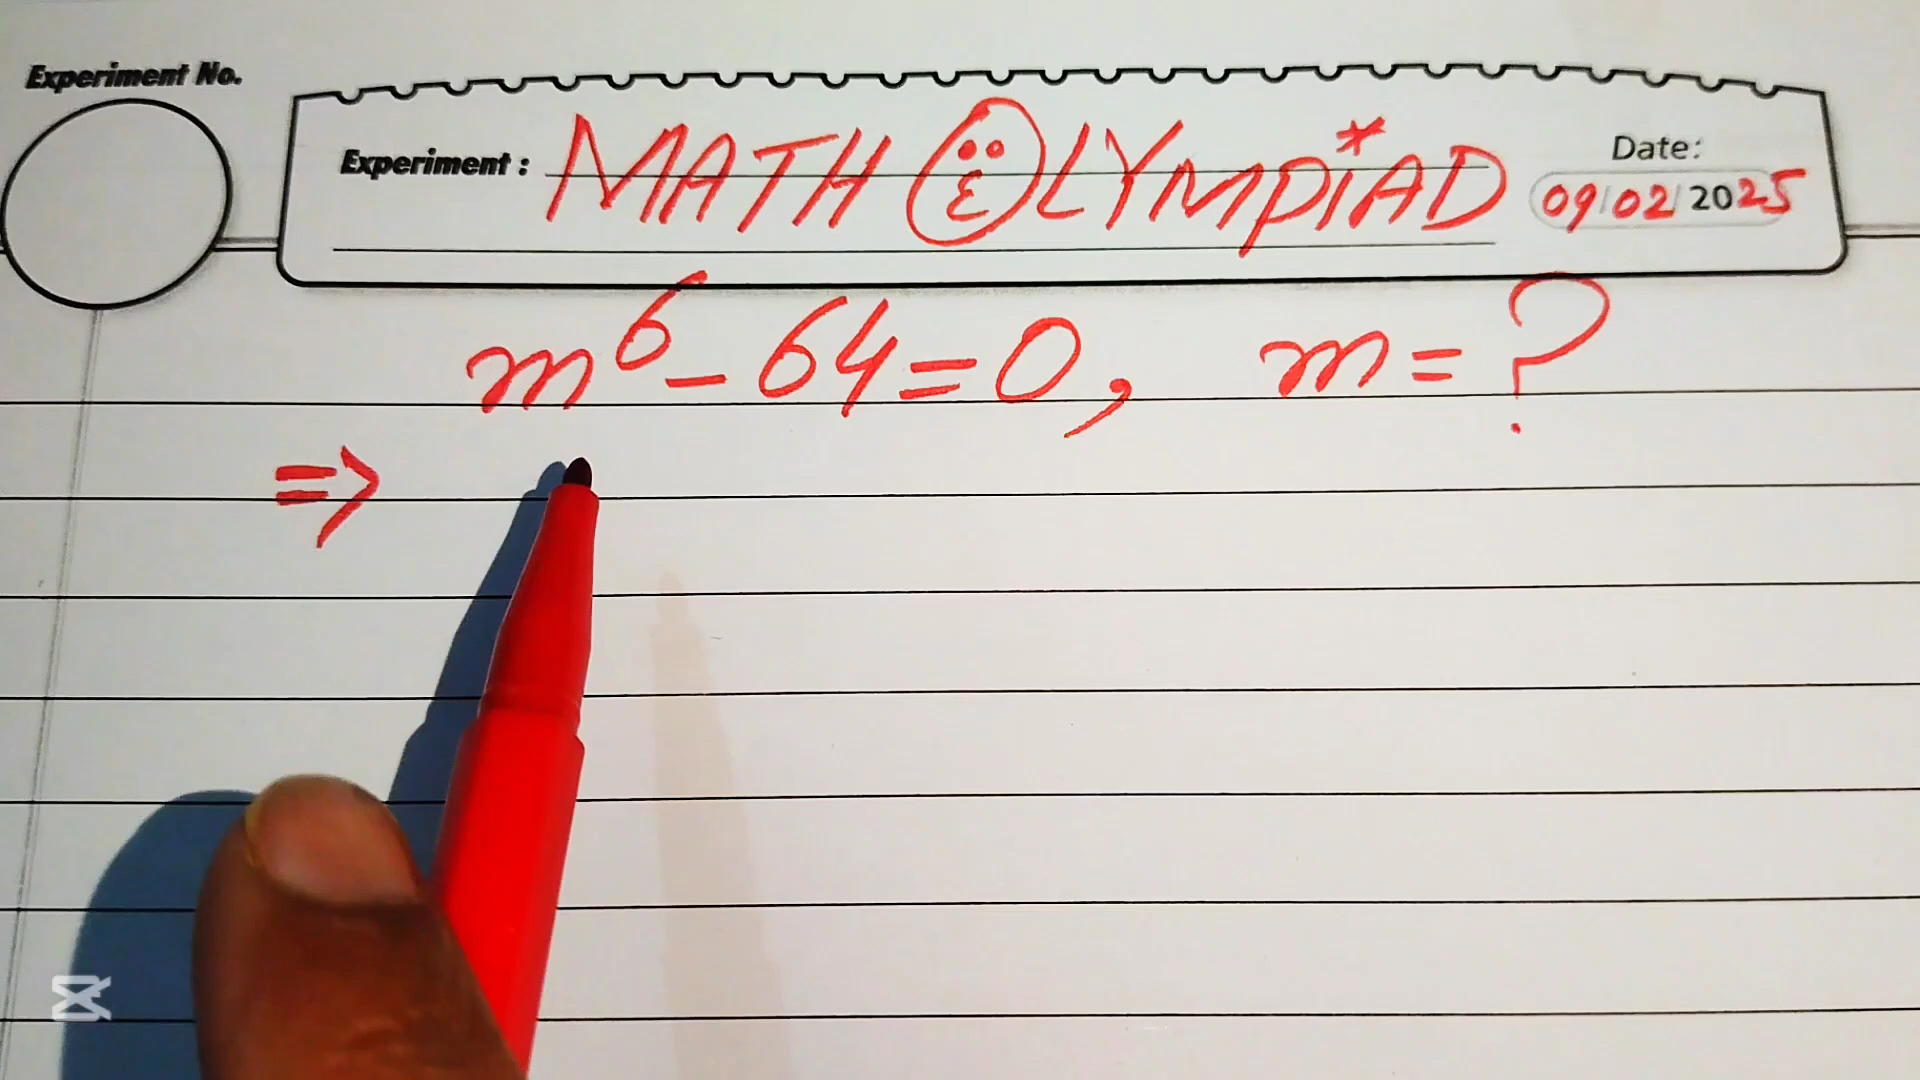 Experiment No.
Experiment : MATH OLYMPiAD
Date:
09/02/2025
m⁶ - 64 = 0, m = ?
⇒